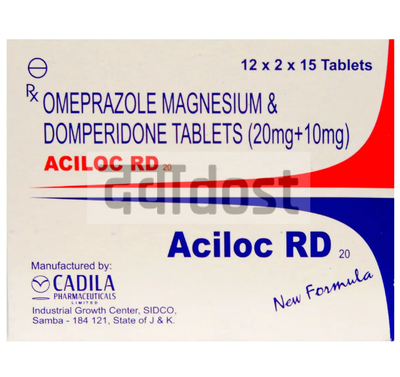 12 x 2 x 15 Tablets
Rx OMEPRAZOLE MAGNESIUM &
DOMPERIDONE TABLETS (20mg+10mg)
ACILOC RD 20
Aciloc RD 20
New Formula
Manufactured by:
CADILA
PHARMACEUTICALS
LIMITED
Industrial Growth Center, SIDCO,
Samba - 184 121, State of J & K.